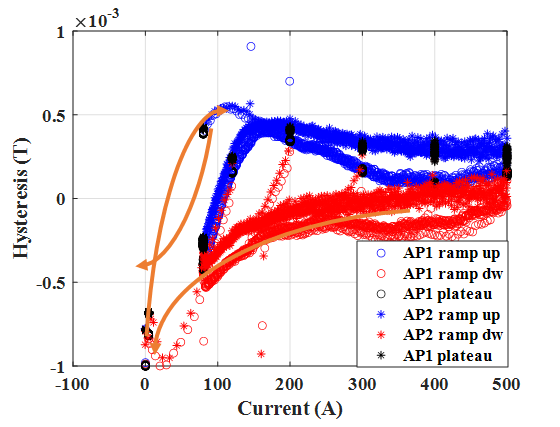 ×10⁻³
1
0.5
0
-0.5
-1
Hysteresis (T)
-100 0 100 200 300 400 500
Current (A)
AP1 ramp up
AP1 ramp dw
AP1 plateau
AP2 ramp up
AP2 ramp dw
AP1 plateau